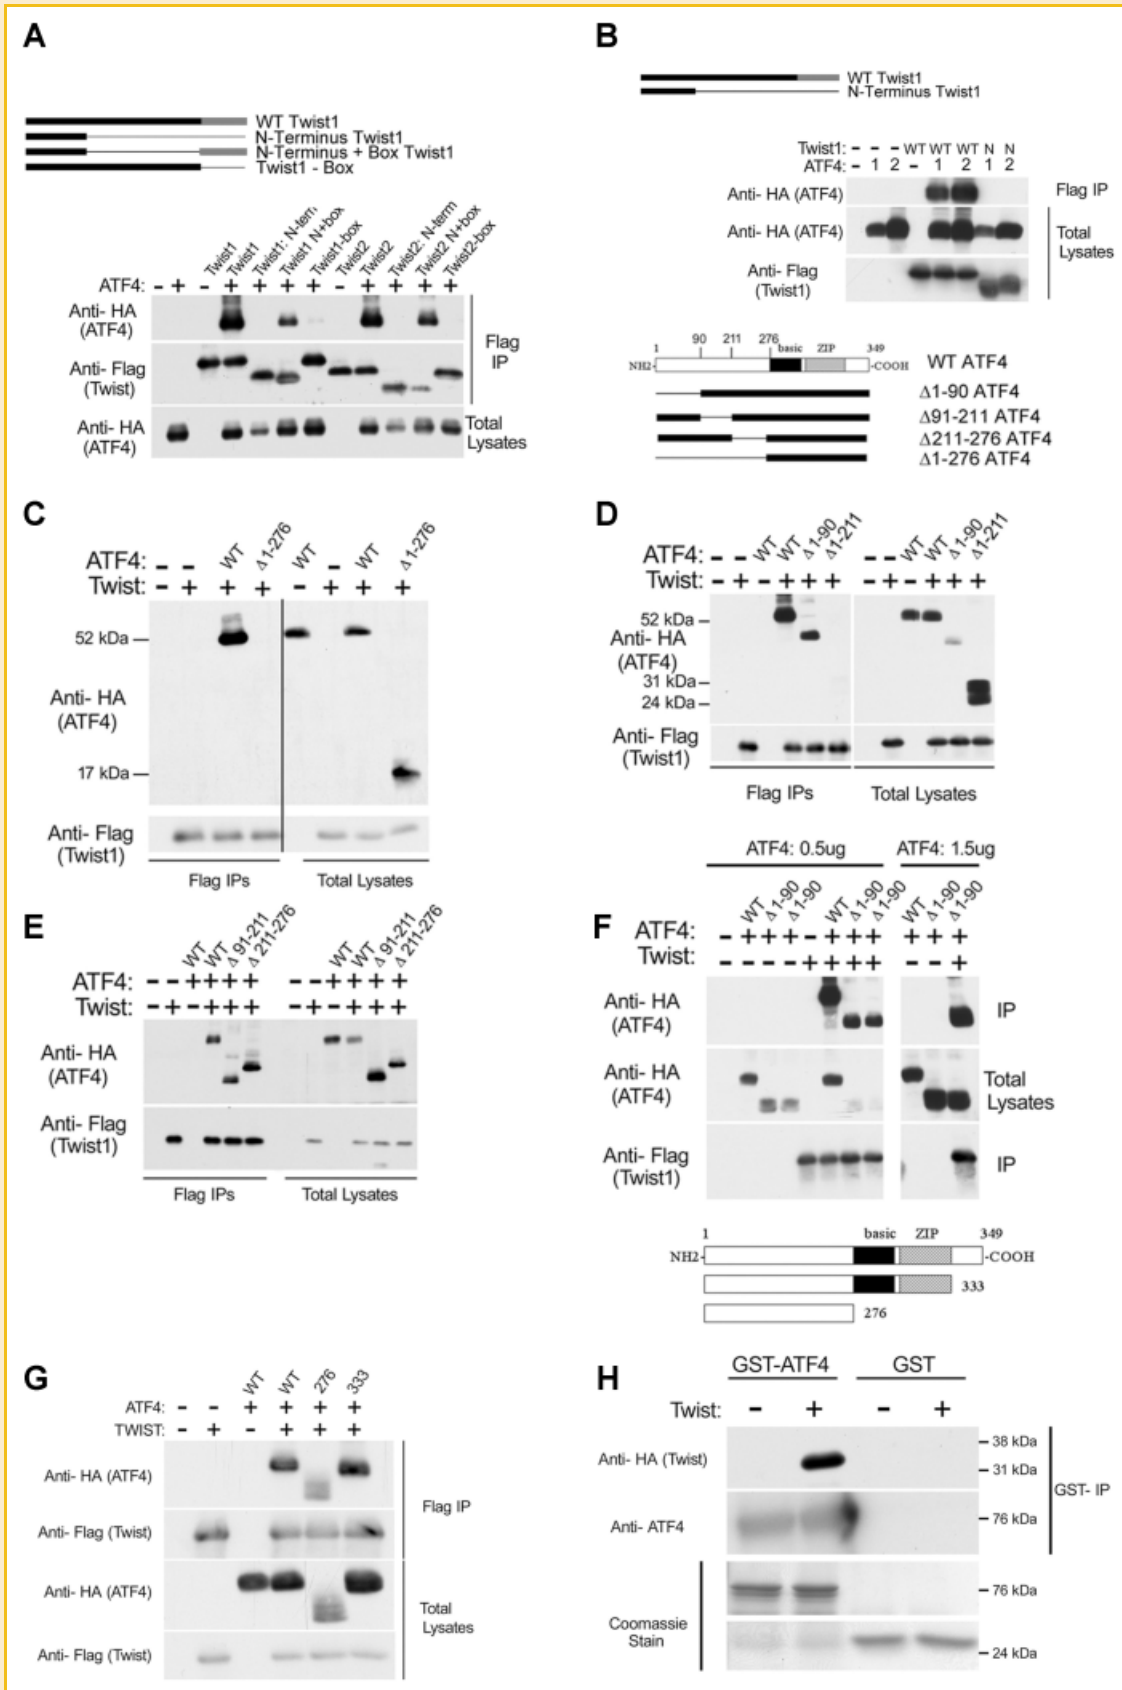 A
WT Twist1
N-Terminus Twist1
N-Terminus + Box Twist1
Twist1 - Box
Twist1
Twist1
Twist1: N-term
Twist1 N+box
Twist1-box
Twist2
Twist2
Twist2: N-term
Twist2 N+box
Twist2-box
ATF4: - + - + + + + - + + + +
Anti- HA
(ATF4)
Anti- Flag
(Twist)
Flag
IP
Anti- HA
(ATF4)
Total
Lysates
B
WT Twist1
N-Terminus Twist1
Twist1: - - - WT WT WT N N
ATF4: - 1 2 - 1 2 1 2
Anti- HA (ATF4)
Flag IP
Anti- HA (ATF4)
Anti- Flag
(Twist1)
Total
Lysates
1 90 211 276 basic ZIP 349
NH2- -COOH WT ATF4
Δ1-90 ATF4
Δ91-211 ATF4
Δ211-276 ATF4
Δ1-276 ATF4
C
ATF4: - - WT Δ1-276 WT - WT Δ1-276
Twist: - + + + - + + +
52 kDa
Anti- HA
(ATF4)
17 kDa
Anti- Flag
(Twist1)
Flag IPs Total Lysates
D
ATF4: - - WT WT Δ1-90 Δ1-211 - - WT WT Δ1-90 Δ1-211
Twist: - + - + + + - + - + + +
52 kDa
Anti- HA
(ATF4)
31 kDa
24 kDa
Anti- Flag
(Twist1)
Flag IPs Total Lysates
E
WT WT Δ91-211 Δ211-276 WT WT Δ91-211 Δ211-276
ATF4: - - + + + + - - + + + +
Twist: - + - + + + - + - + + +
Anti- HA
(ATF4)
Anti- Flag
(Twist1)
Flag IPs Total Lysates
F
ATF4: 0.5ug ATF4: 1.5ug
WT Δ1-90 Δ1-90 WT Δ1-90 Δ1-90 WT Δ1-90 Δ1-90
ATF4: - + + + - + + + + + +
Twist: - - - - + + + + - - +
Anti- HA
(ATF4)
IP
Anti- HA
(ATF4)
Total
Lysates
Anti- Flag
(Twist1)
IP
1 basic ZIP 349
NH2- -COOH
333
276
G
WT WT 276 333
ATF4: - - + + + +
TWIST: - + - + + +
Anti- HA (ATF4)
Anti- Flag (Twist)
Flag IP
Anti- HA (ATF4)
Anti- Flag (Twist)
Total
Lysates
H
GST-ATF4 GST
Twist: - + - +
Anti- HA (Twist)
38 kDa
31 kDa
GST- IP
Anti- ATF4
76 kDa
76 kDa
Coomassie
Stain
24 kDa